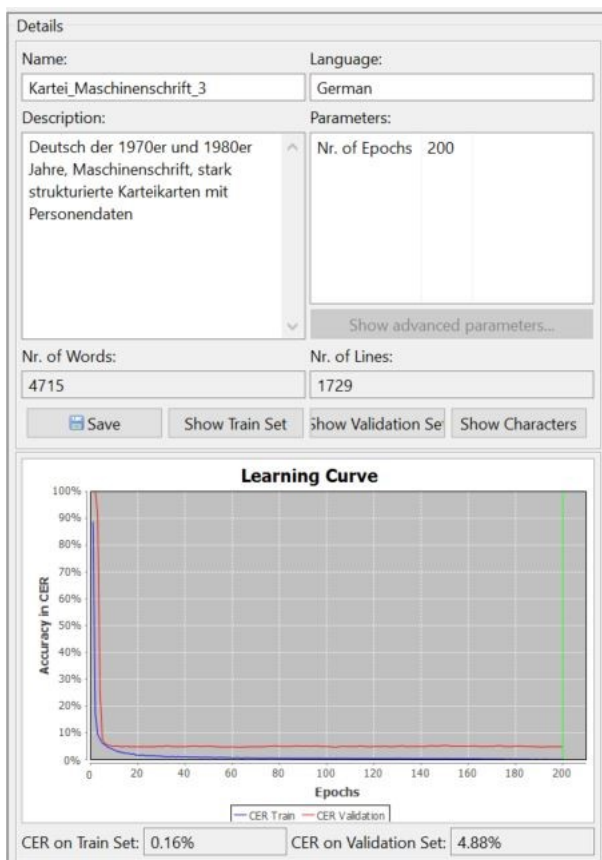 Details
Name:
Language:
Kartei_Maschinenschrift_3
German
Description:
Parameters:
Deutsch der 1970er und 1980er
Jahre, Maschinenschrift, stark
strukturierte Karteikarten mit
Personendaten
Nr. of Epochs 200
Show advanced parameters...
Nr. of Words:
Nr. of Lines:
4715
1729
Save
Show Train Set
Show Validation Se
Show Characters
Learning Curve
Accuracy in CER
100%
90%
80%
70%
60%
50%
40%
30%
20%
10%
0%
0 20 40 60 80 100 120 140 160 180 200
Epochs
CER Train CER Validation
CER on Train Set: 0.16% CER on Validation Set: 4.88%